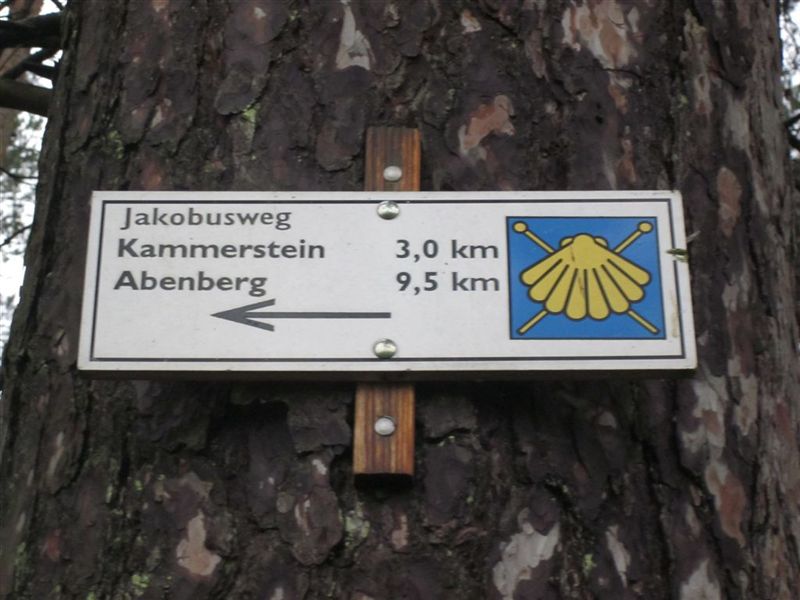 Jakobusweg
Kammerstein 3,0 km
Abenberg 9,5 km